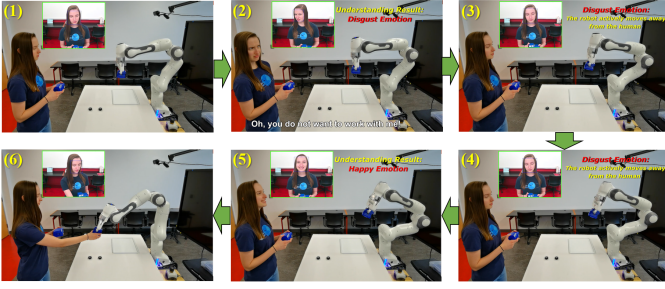 (1)
(2)
Understanding Result:
Disgust Emotion
Oh, you do not want to work with me!
(3)
Disgust Emotion:
The robot actively moves away
from the human
(6)
(5)
Understanding Result:
Happy Emotion
(4)
Disgust Emotion:
The robot actively moves away
from the human